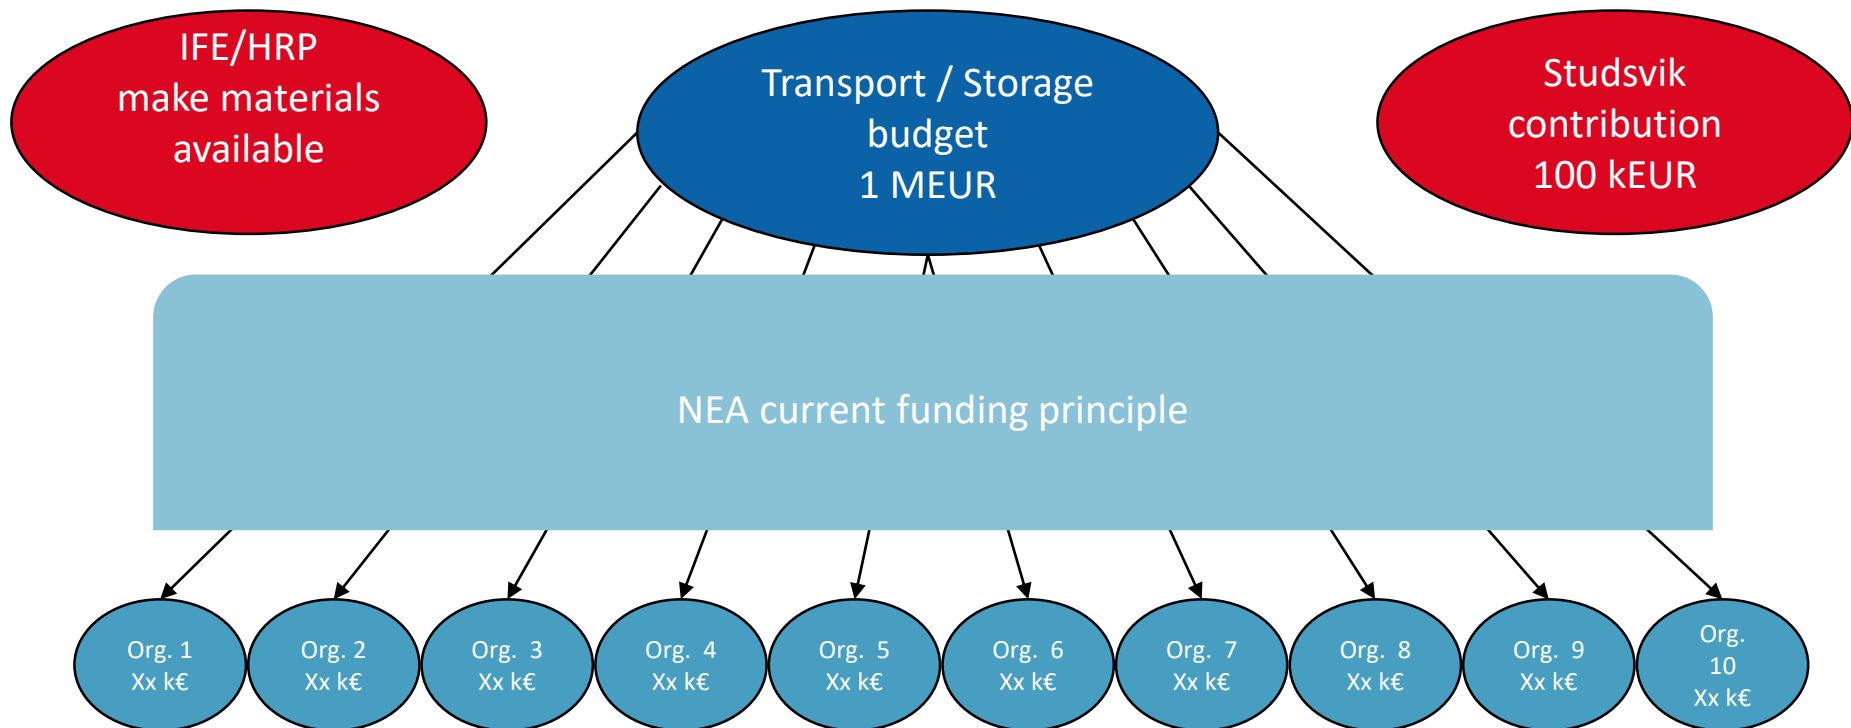 IFE/HRP
make materials
available
Transport / Storage
budget
1 MEUR
Studsvik
contribution
100 kEUR
NEA current funding principle
Org. 1
Xx k€
Org. 2
Xx k€
Org. 3
Xx k€
Org. 4
Xx k€
Org. 5
Xx k€
Org. 6
Xx k€
Org. 7
Xx k€
Org. 8
Xx k€
Org. 9
Xx k€
Org.
10
Xx k€